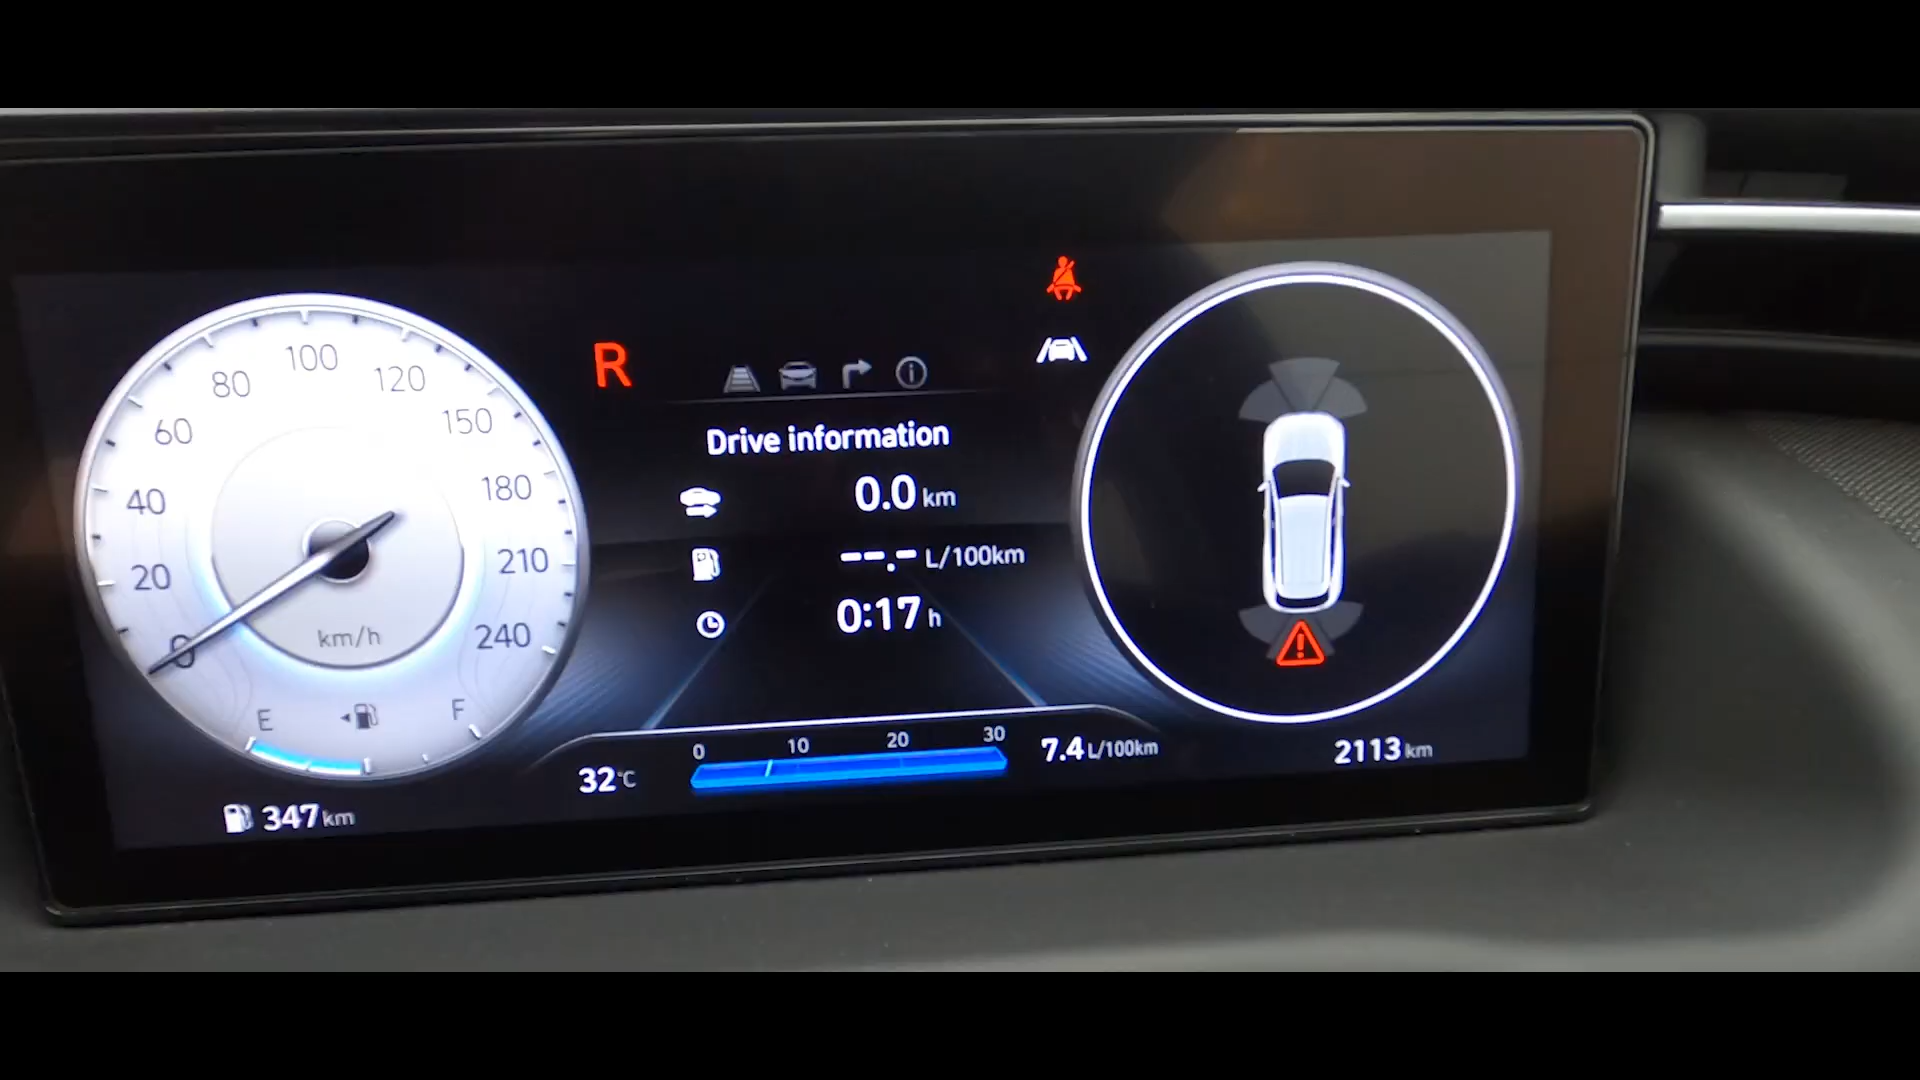 R
Drive information
0.0 km
--.- L/100km
0:17 h
0
20
40
60
80
100
120
150
180
210
240
km/h
E
F
347 km
32°C
0
10
20
30
7.4 L/100km
2113 km